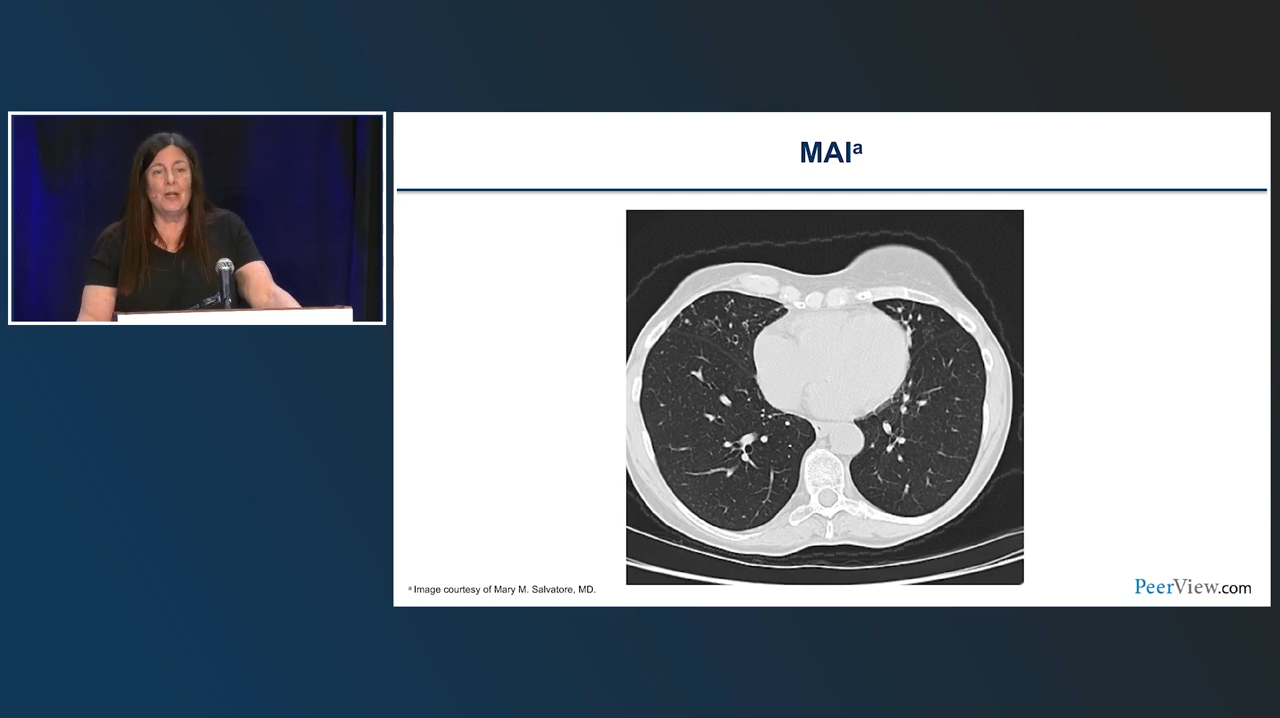 MAIᵃ
ᵃ Image courtesy of Mary M. Salvatore, MD.
PeerView.com